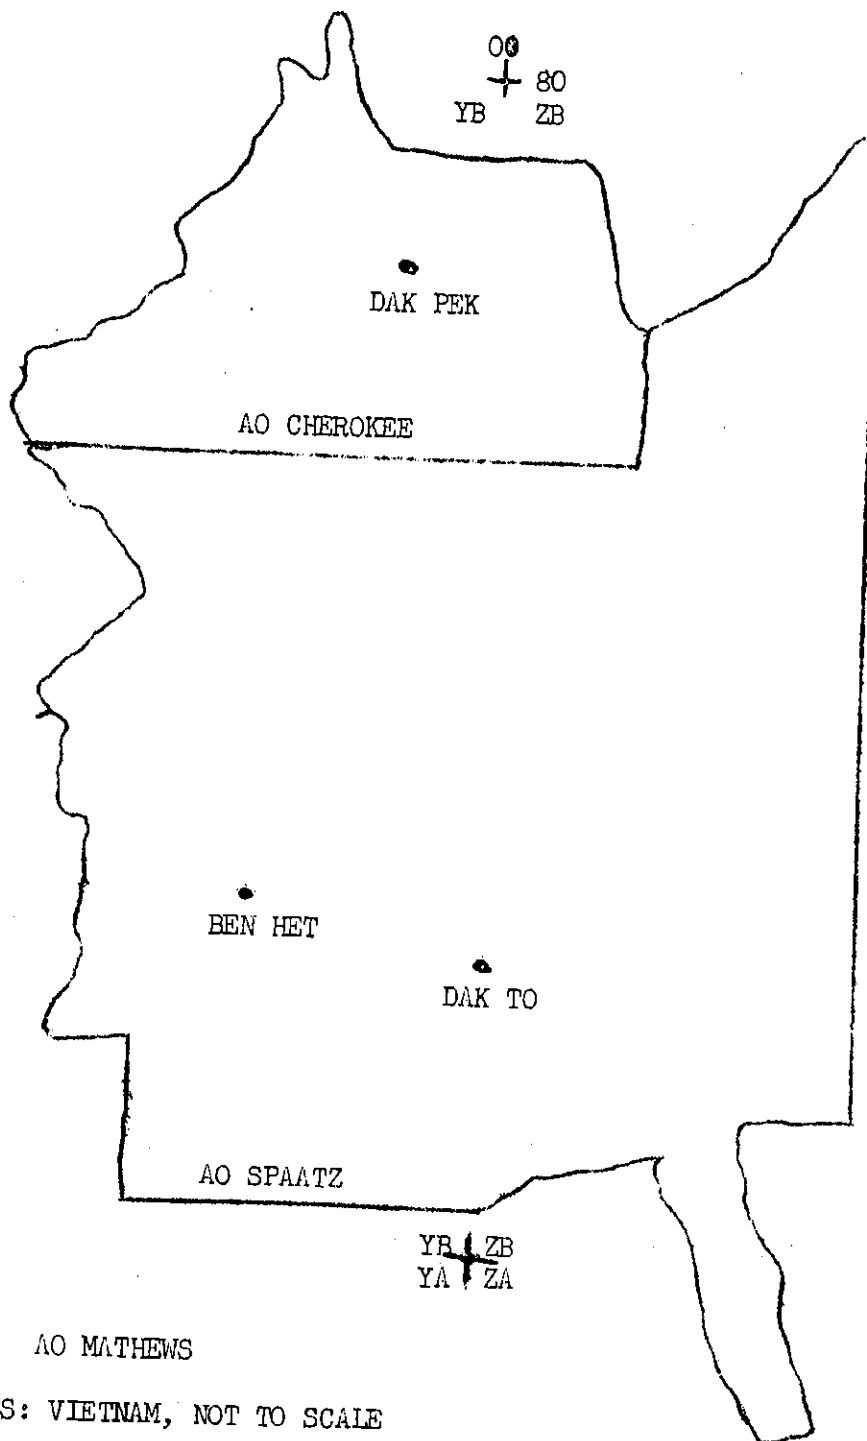 00
80
YB ZB
DAK PEK
AO CHEROKEE
BEN HET
DAK TO
AO SPAATZ
YB ZB
YA ZA
AO MATHEWS
S: VIETNAM, NOT TO SCALE